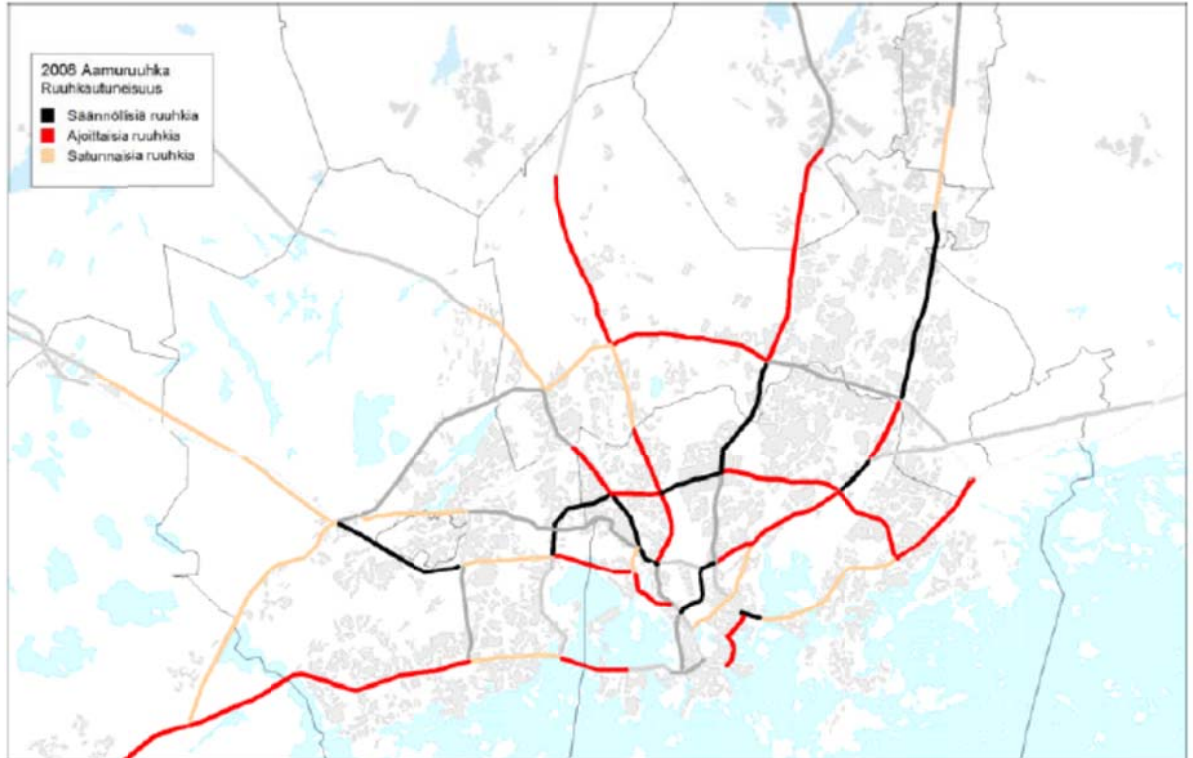 2006 Aamuruuhka
Ruuhkautuneisuus
Säännöllisiä ruuhkia
Ajoittaisia ruuhkia
Satunnaisia ruuhkia